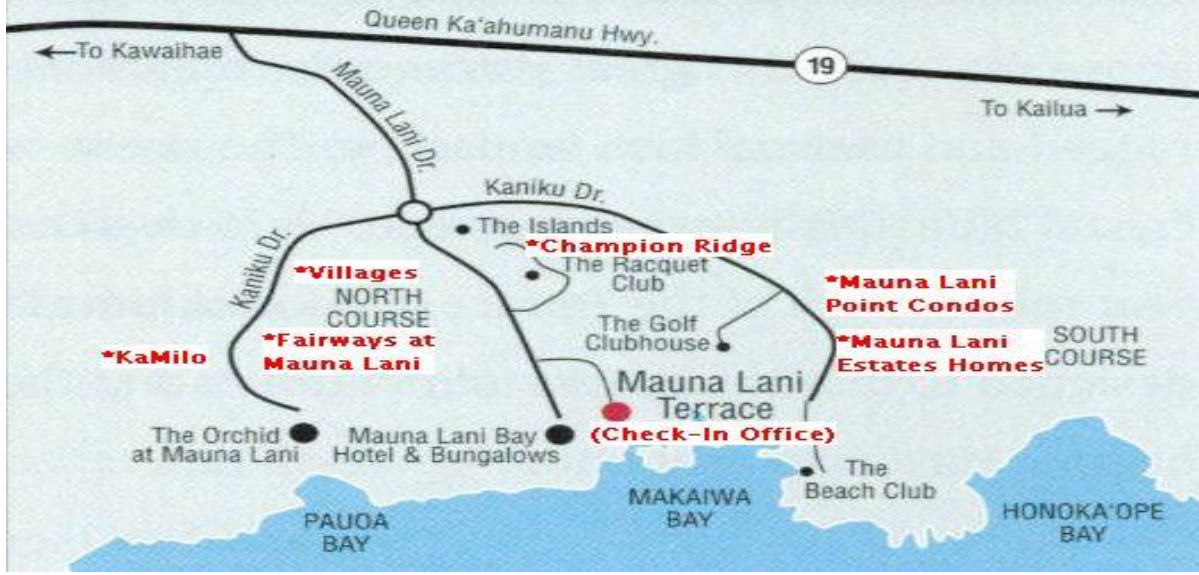 Queen Ka'ahumanu Hwy.
←To Kawaihae
19
To Kailua →
Mauna Lani Dr.
Kaniku Dr.
Kaniku Dr.
The Islands
*Champion Ridge
The Racquet
Club
*Villages
NORTH
COURSE
*Mauna Lani
Point Condos
The Golf
Clubhouse
*Fairways at
Mauna Lani
*KaMilo
*Mauna Lani
Estates Homes
SOUTH
COURSE
Mauna Lani
Terrace
(Check-In Office)
The Orchid
at Mauna Lani
Mauna Lani Bay
Hotel & Bungalows
The
Beach Club
PAUOA
BAY
MAKAIWA
BAY
HONOKA'OPE
BAY